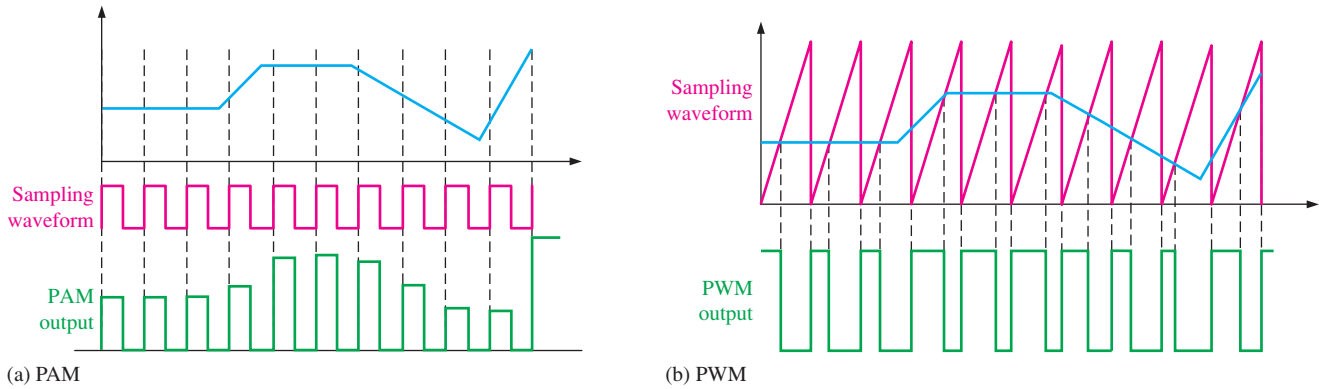 Sampling
waveform
PAM
output
(a) PAM
Sampling
waveform
PWM
output
(b) PWM